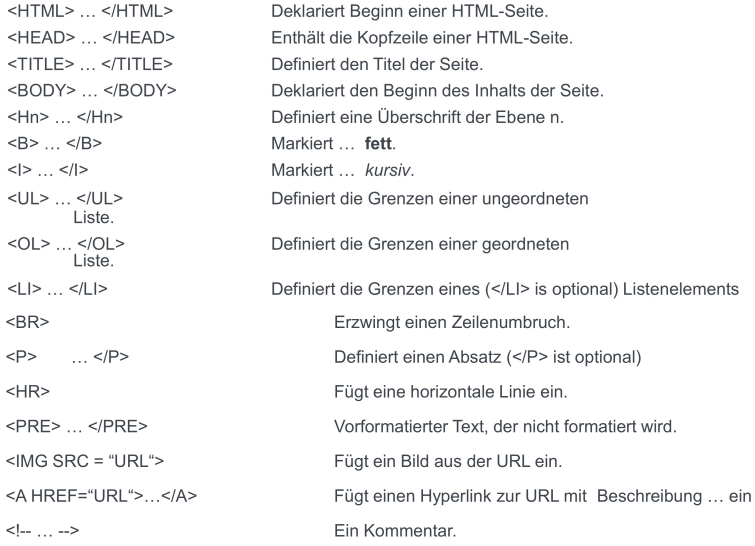 <HTML> … </HTML> Deklariert Beginn einer HTML-Seite.
<HEAD> … </HEAD> Enthält die Kopfzeile einer HTML-Seite.
<TITLE> … </TITLE> Definiert den Titel der Seite.
<BODY> … </BODY> Deklariert den Beginn des Inhalts der Seite.
<Hn> … </Hn> Definiert eine Überschrift der Ebene n.
<B> … </B> Markiert … fett.
<I> … </I> Markiert … kursiv.
<UL> … </UL> Definiert die Grenzen einer ungeordneten
Liste.
<OL> … </OL> Definiert die Grenzen einer geordneten
Liste.
<LI> … </LI> Definiert die Grenzen eines (</LI> is optional) Listenelements
<BR> Erzwingt einen Zeilenumbruch.
<P> … </P> Definiert einen Absatz (</P> ist optional)
<HR> Fügt eine horizontale Linie ein.
<PRE> … </PRE> Vorformatierter Text, der nicht formatiert wird.
<IMG SRC = “URL“> Fügt ein Bild aus der URL ein.
<A HREF=“URL“>…</A> Fügt einen Hyperlink zur URL mit Beschreibung … ein
<!-- … --> Ein Kommentar.